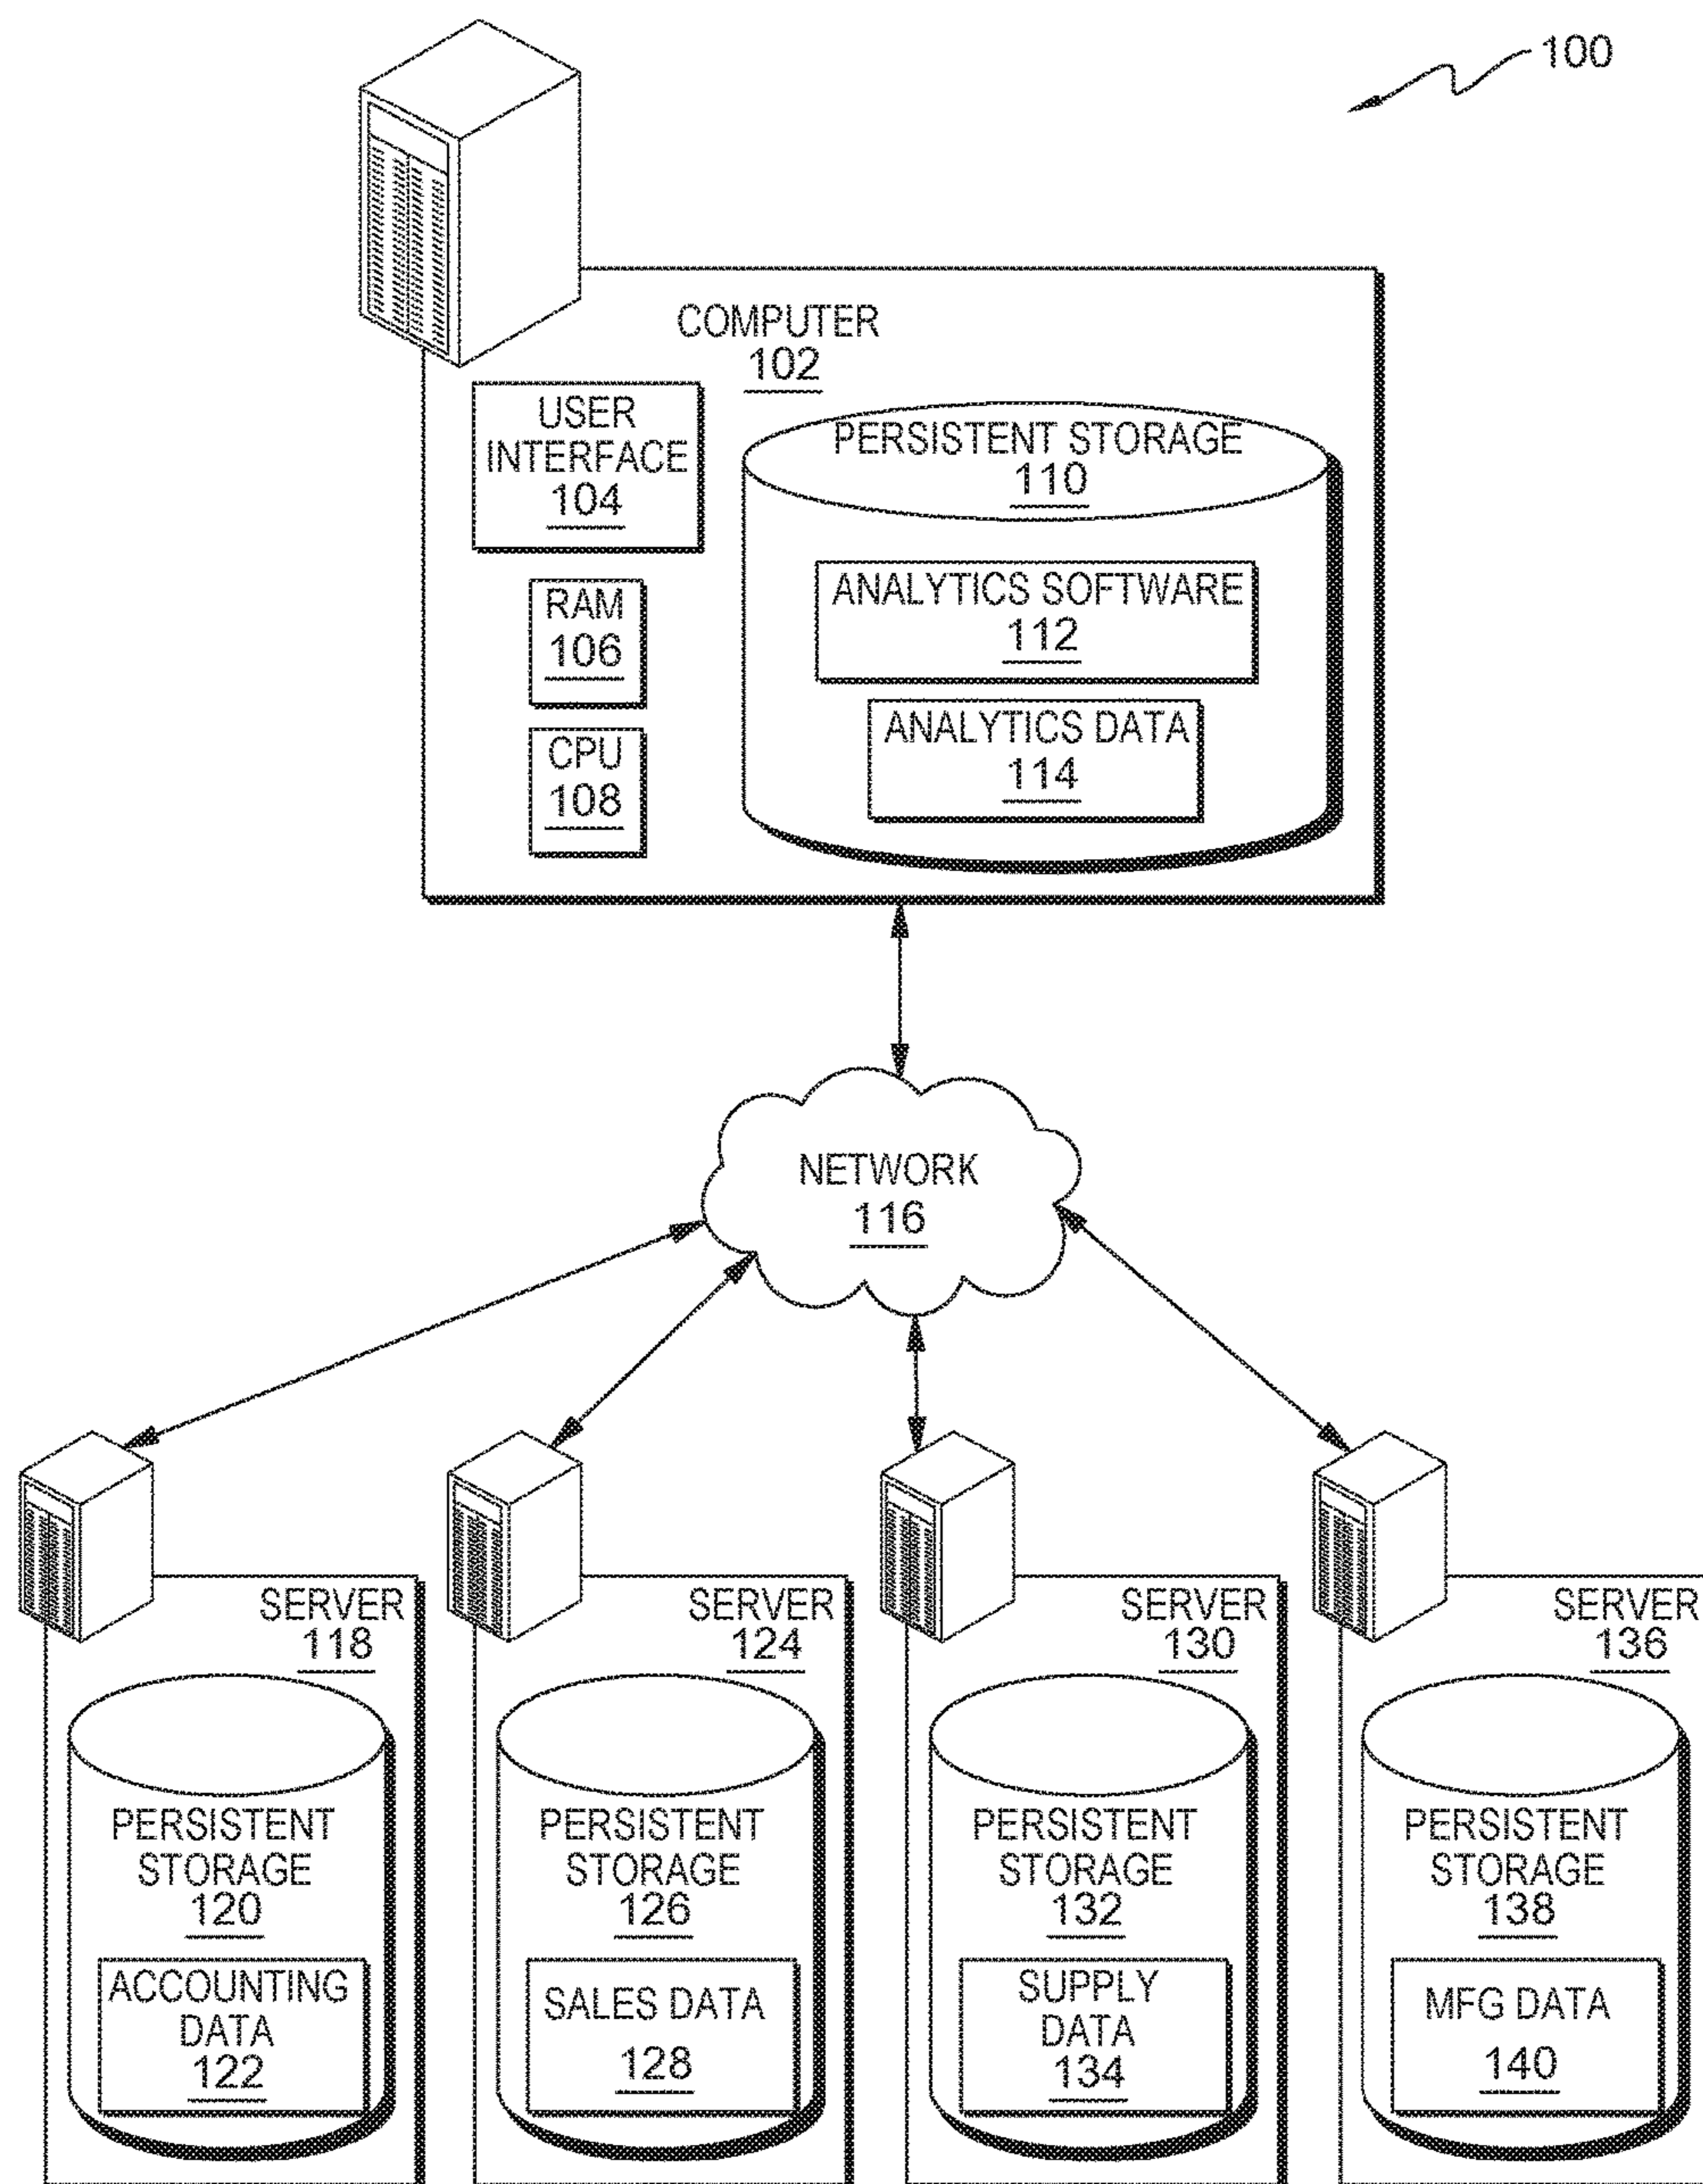 100
COMPUTER
102
USER
INTERFACE
104
RAM
106
CPU
108
PERSISTENT STORAGE
110
ANALYTICS SOFTWARE
112
ANALYTICS DATA
114
NETWORK
116
SERVER
118
PERSISTENT
STORAGE
120
ACCOUNTING
DATA
122
SERVER
124
PERSISTENT
STORAGE
126
SALES DATA
128
SERVER
130
PERSISTENT
STORAGE
132
SUPPLY
DATA
134
SERVER
136
PERSISTENT
STORAGE
138
MFG DATA
140